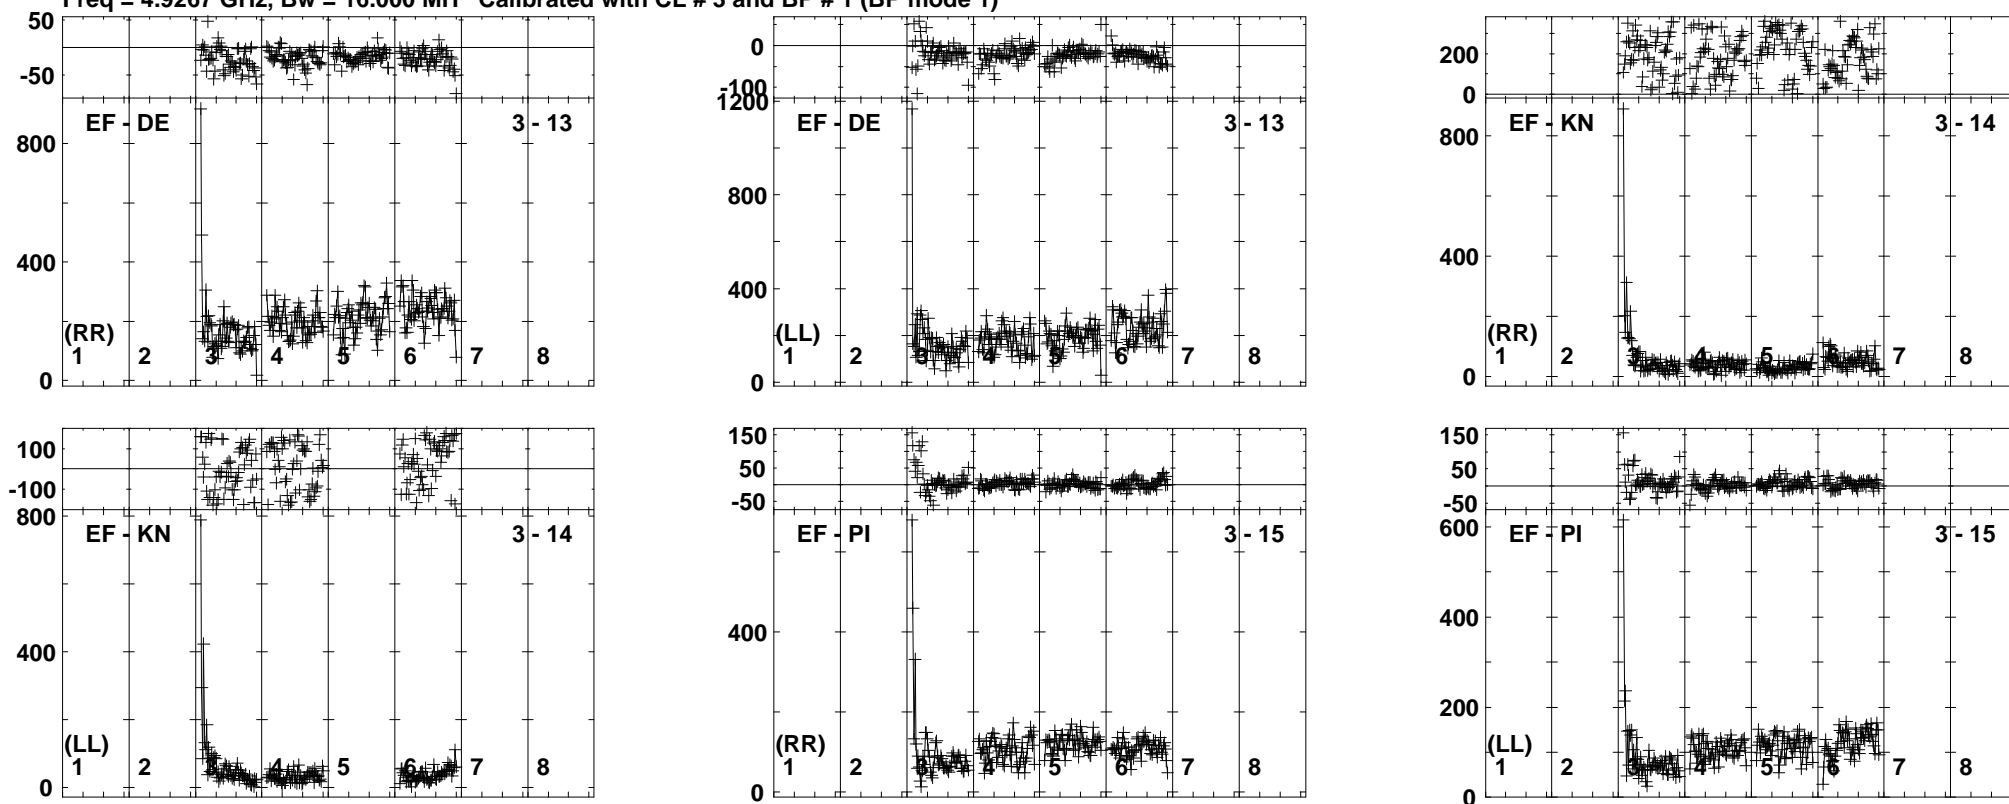 Freq = 4.9267 GHz, Bw = 16.000 MH Calibrated with CL # 3 and BP # 1 (BP mode 1)
50
-50
EF - DE 3 - 13
800
400
(RR)
0
1 2 3 4 5 6 7 8
0
-100
1200
EF - DE 3 - 13
800
400
(LL)
0
1 2 3 4 5 6 7 8
200
0
EF - KN 3 - 14
800
400
(RR)
0
1 2 3 4 5 6 7 8
100
-100
800
EF - KN 3 - 14
400
(LL)
0
1 2 3 4 5 6 7 8
150
50
-50
EF - PI 3 - 15
400
(RR)
0
1 2 3 4 5 6 7 8
150
50
-50
600
EF - PI 3 - 15
400
200
(LL)
0
1 2 3 4 5 6 7 8